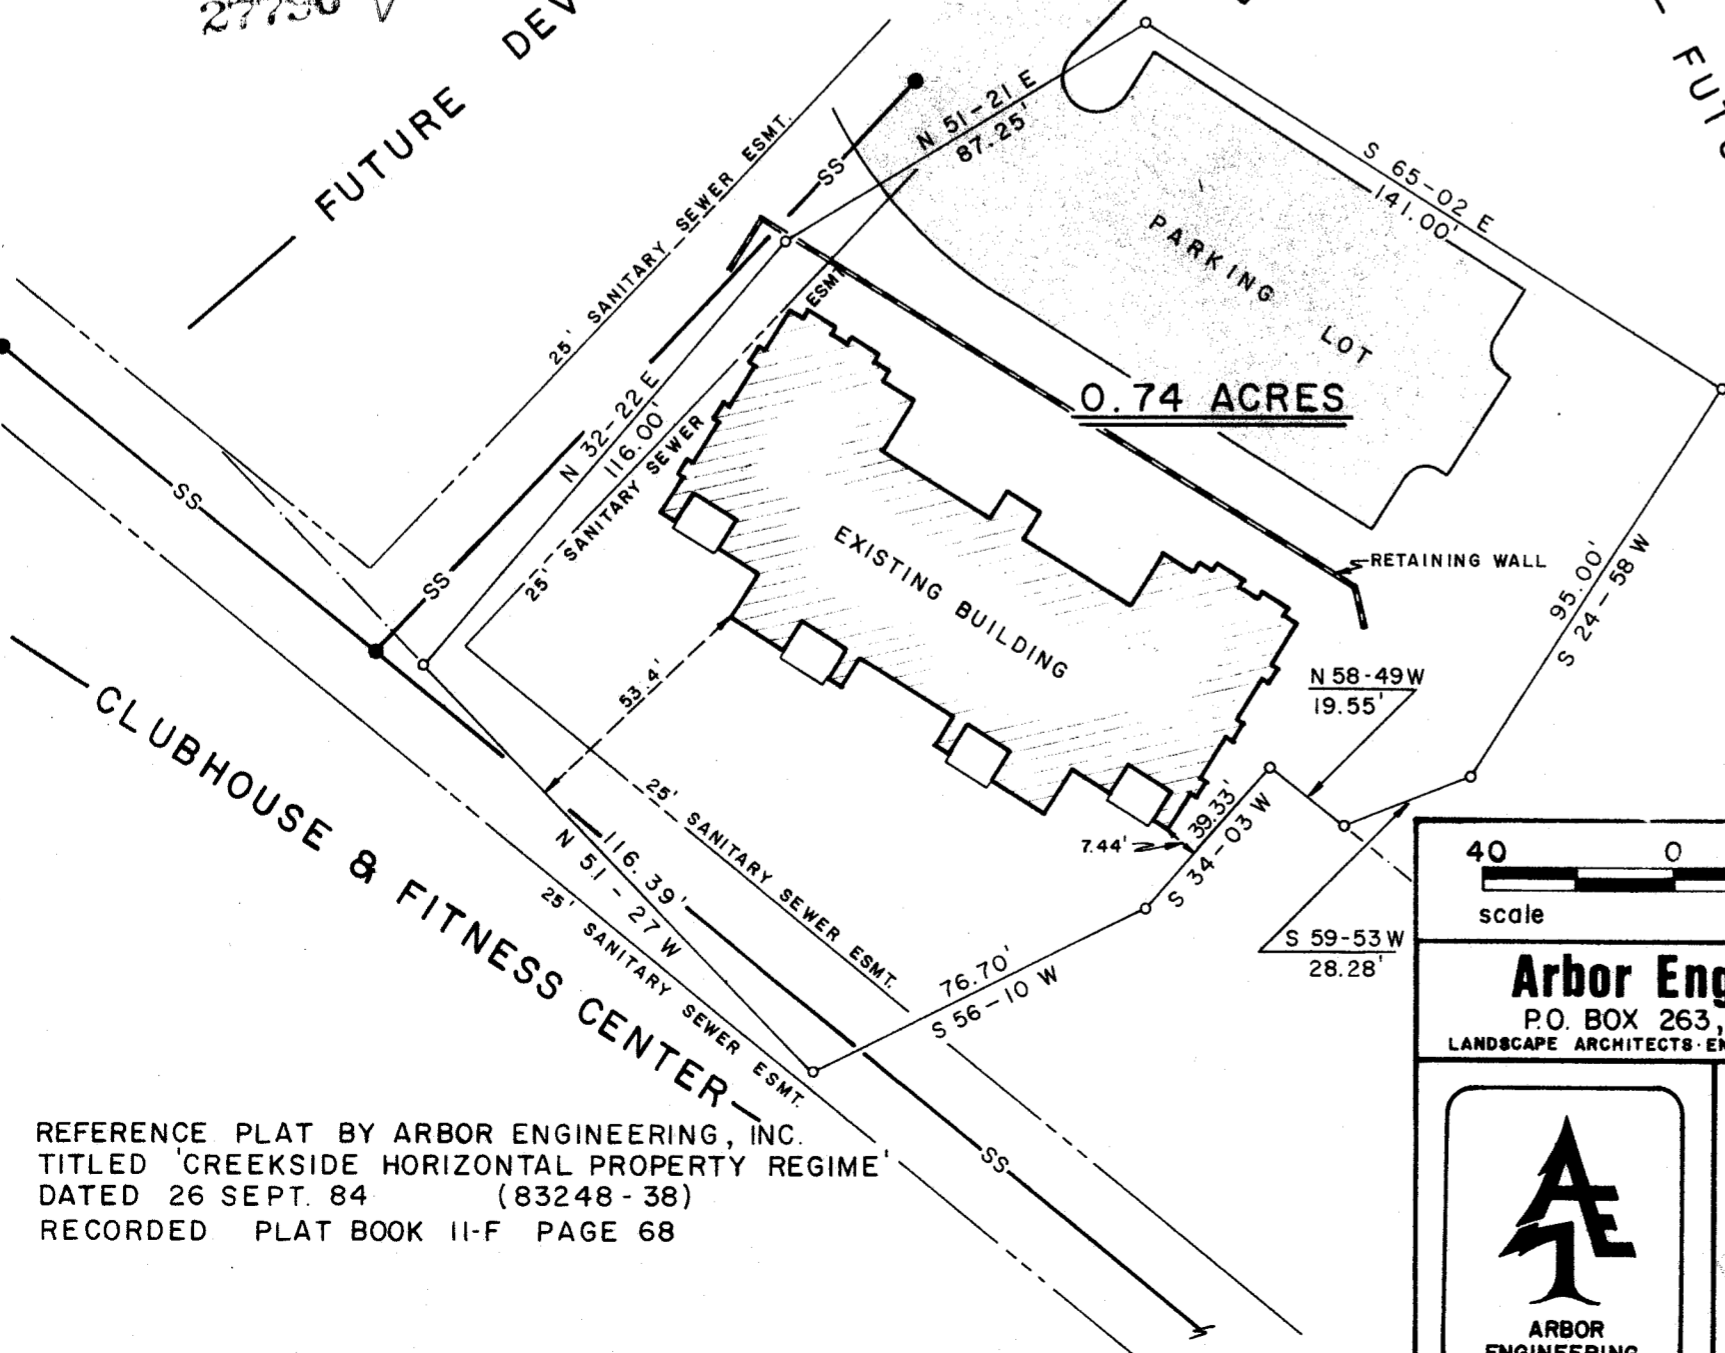 27790 V
FUTURE DEV
FUT
N 51-21 E
87.25'
S 65-02 E
141.00'
25' SANITARY SEWER ESMT.
SS
PARKING LOT
0.74 ACRES
N 32-22 E
116.00
25' SANITARY SEWER ESMT.
SS
SS
EXISTING BUILDING
RETAINING WALL
95.00'
S 24-58 W
53.4'
N 58-49 W
19.55'
CLUBHOUSE & FITNESS CENTER
25' SANITARY SEWER ESMT.
116.39'
N 51-27 W
25' SANITARY SEWER ESMT.
7.44'
39.33'
S 34-03 W
76.70'
S 56-10 W
S 59-53 W
28.28'
SS
40 0
scale
Arbor Eng
P.O. BOX 263,
LANDSCAPE ARCHITECTS · EN
REFERENCE PLAT BY ARBOR ENGINEERING, INC.
TITLED 'CREEKSIDE HORIZONTAL PROPERTY REGIME'
DATED 26 SEPT. 84 (83248-38)
RECORDED PLAT BOOK 11-F PAGE 68
AE
ARBOR
ENGINEERING